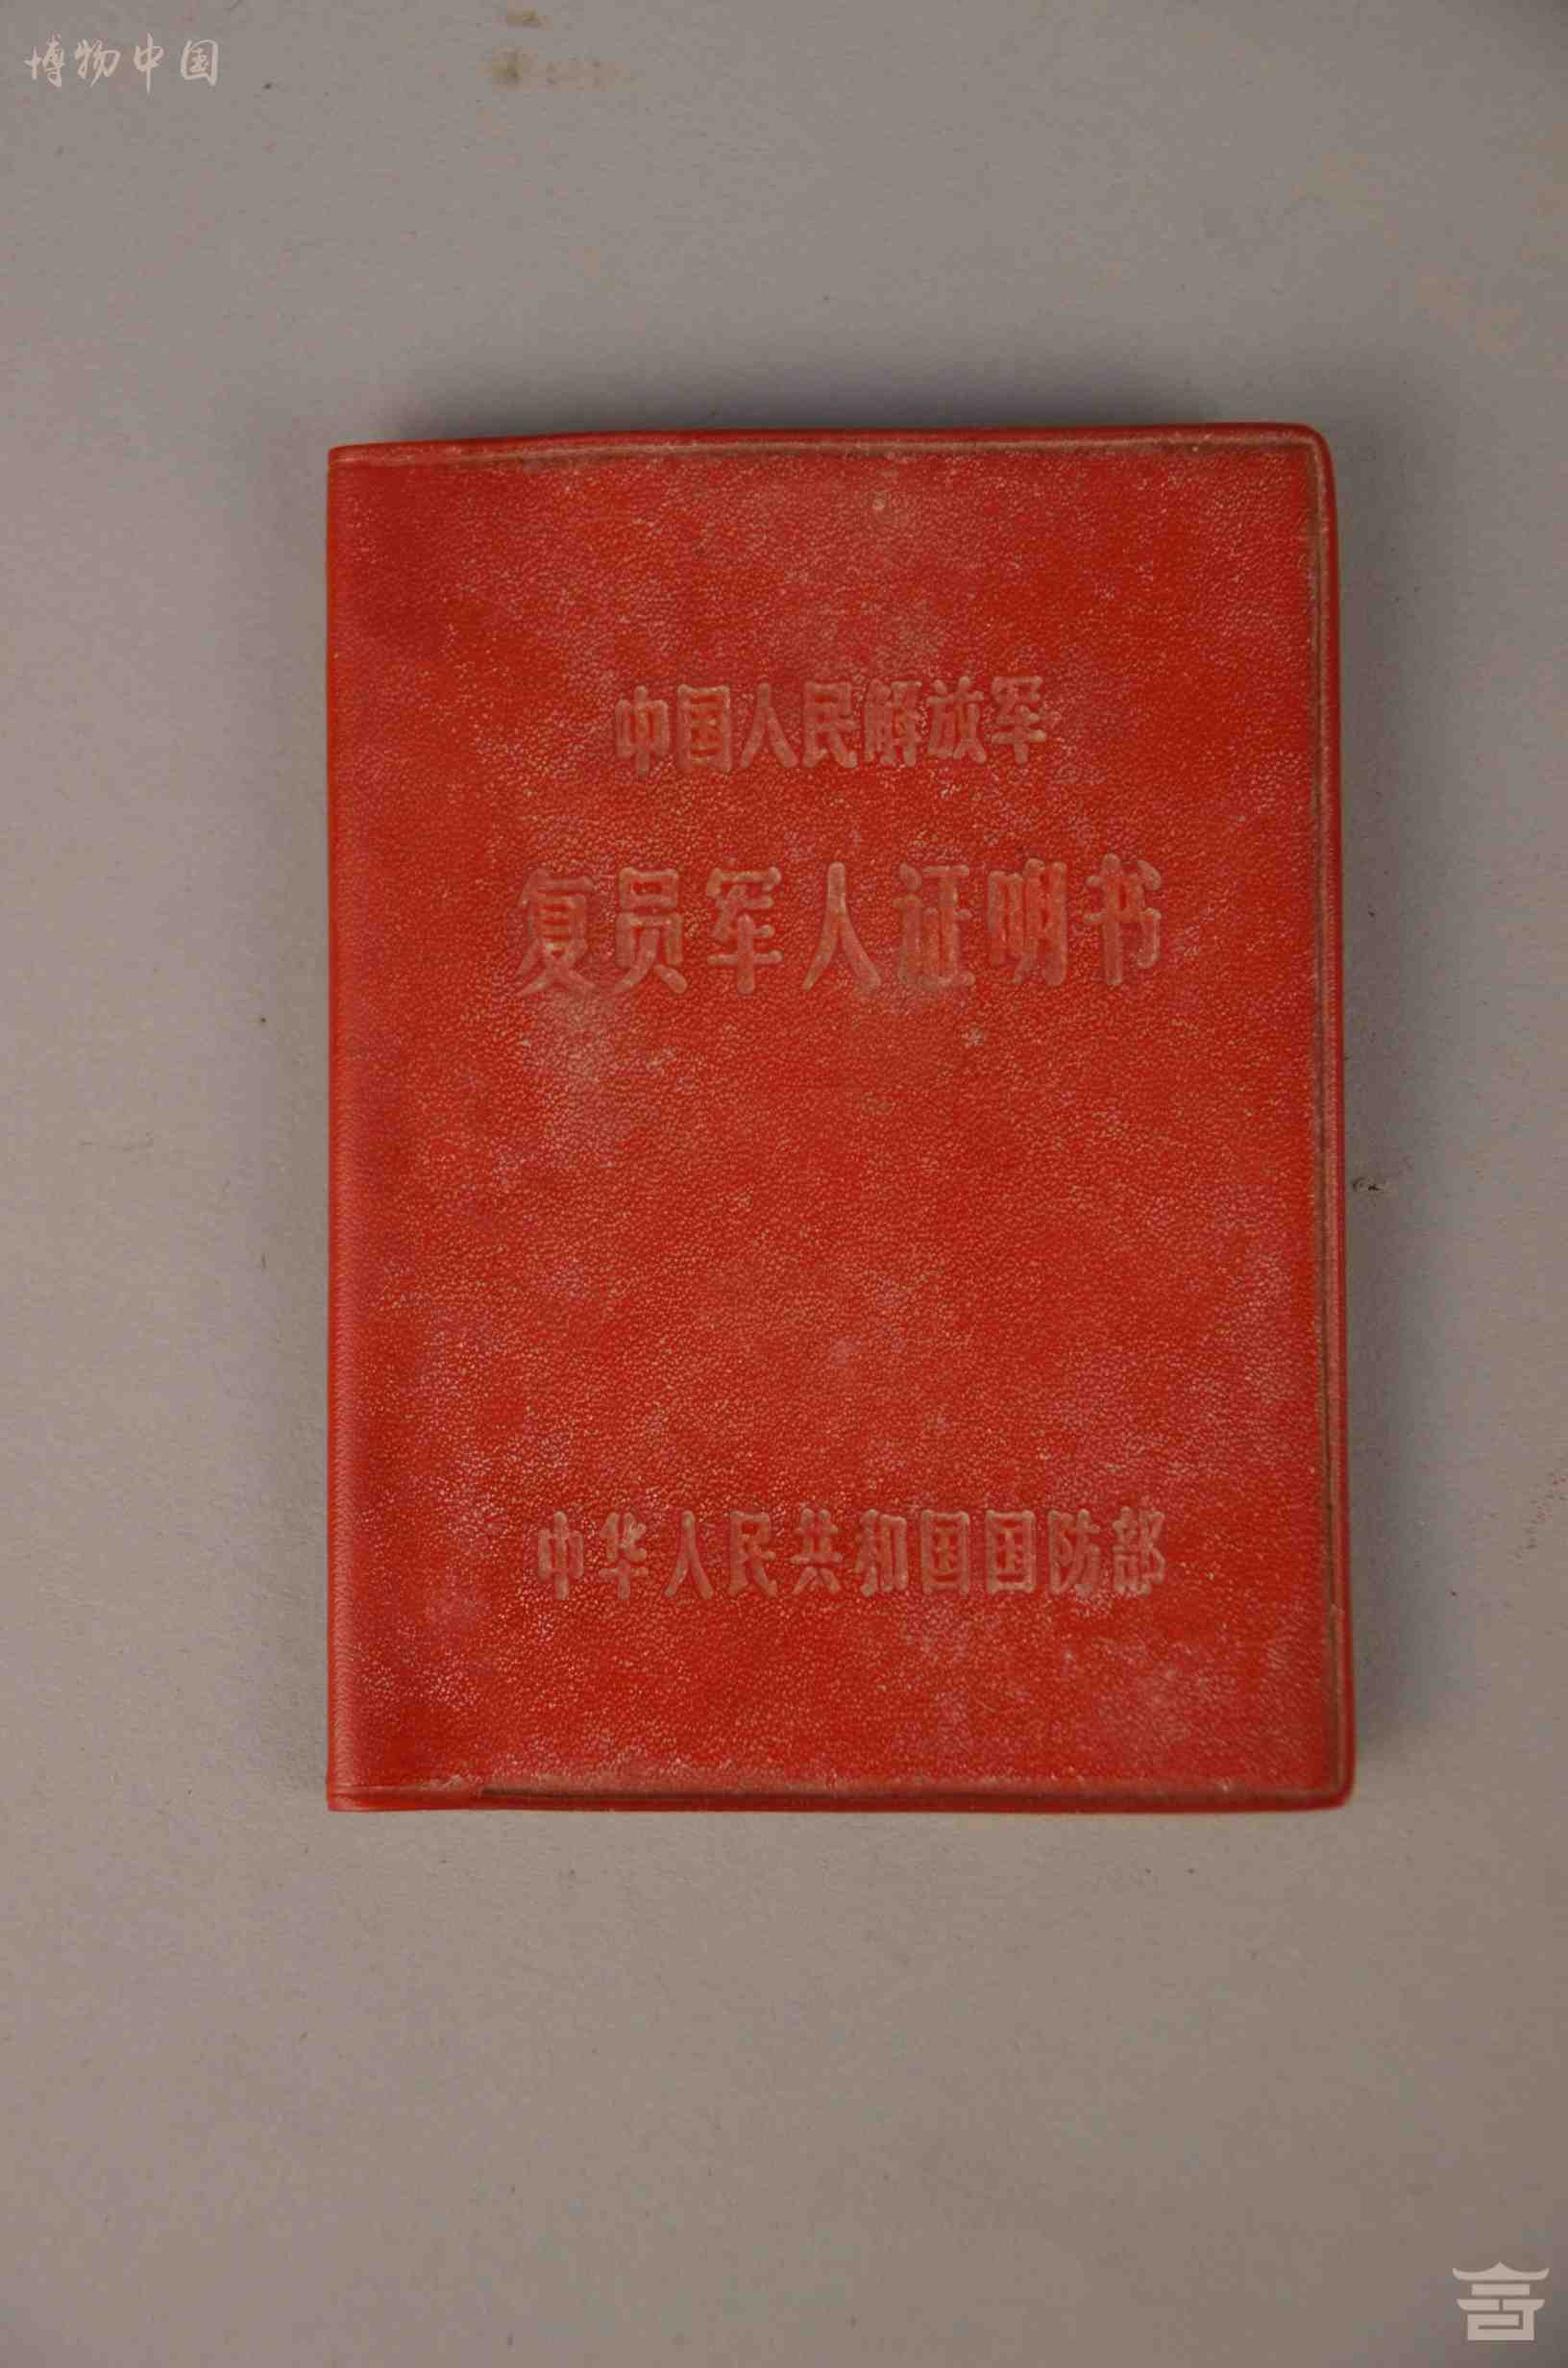 博物中国
中国人民解放军
复员军人证明书
中华人民共和国国防部